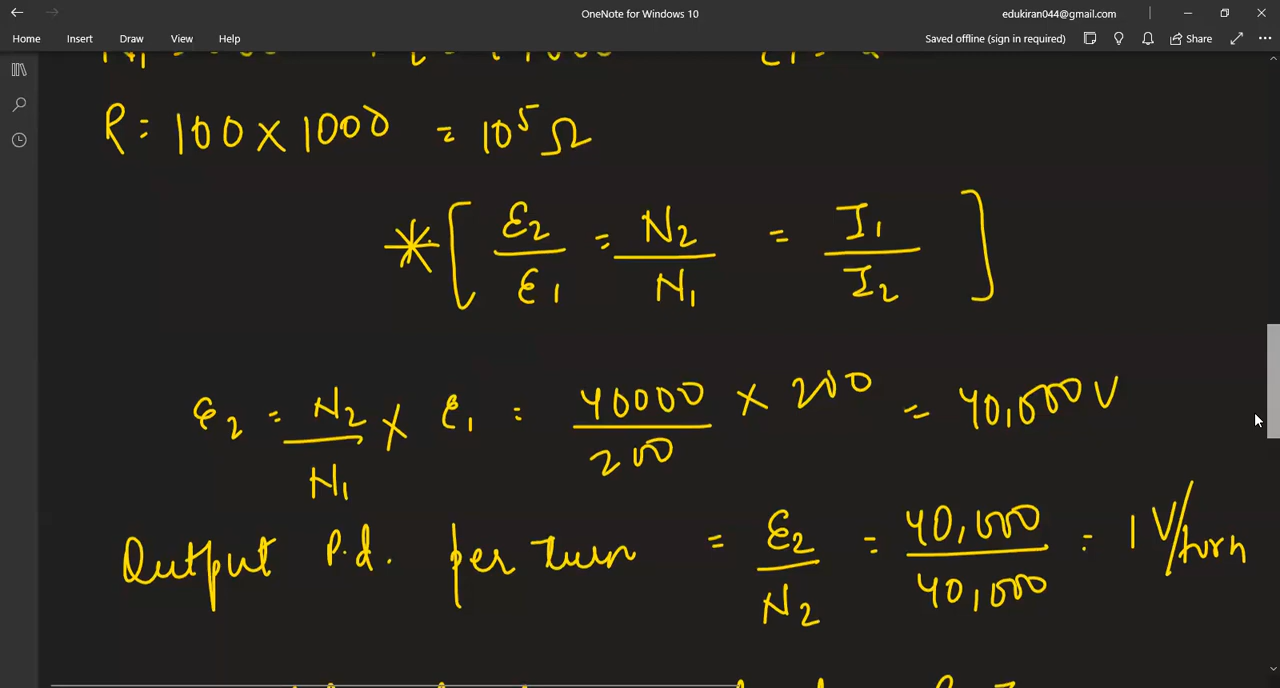 OneNote for Windows 10
edukiran044@gmail.com
Home Insert Draw View Help
Saved offline (sign in required)
Share
R = 100 × 1000 = 10⁵ Ω
* [ ε₂/ε₁ = N₂/N₁ = I₁/I₂ ]
ε₂ = N₂/N₁ × ε₁ = 40000/200 × 200 = 40,000 V
Output P.d. per turn = ε₂/N₂ = 40,000/40,000 = 1 V/turn